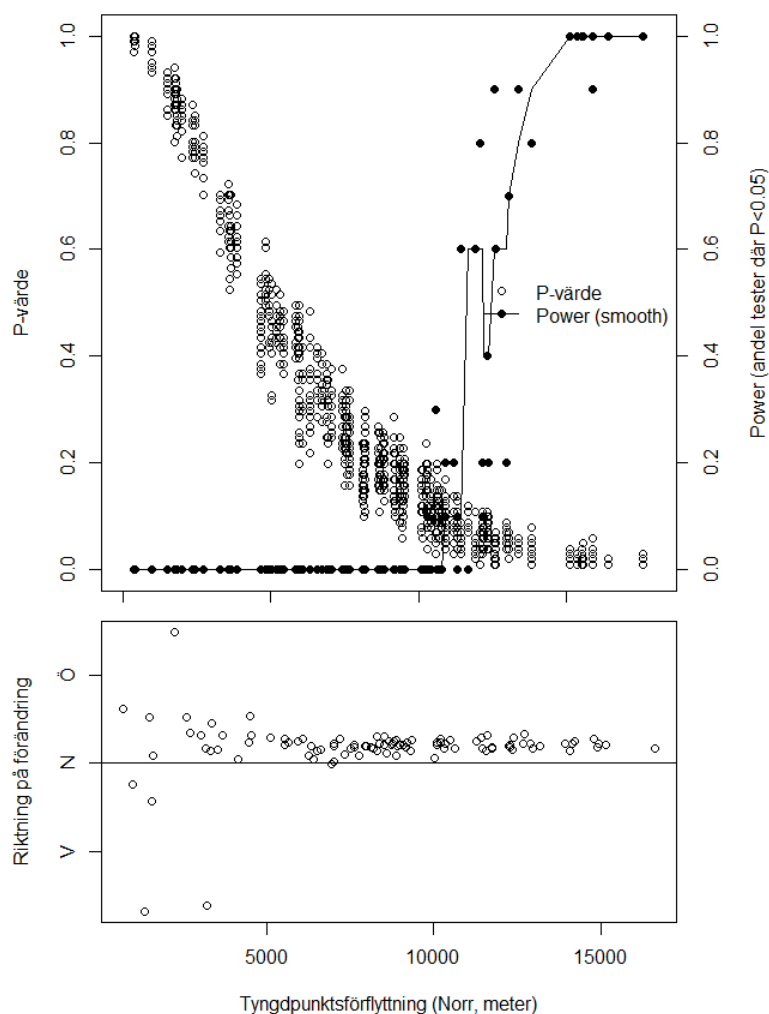 1.0
0.8
0.6
0.4
0.2
0.0
P-värde
1.0
0.8
0.6
0.4
0.2
0.0
Power (andel tester där P<0.05)
P-värde
Power (smooth)
Ö
N
V
Riktning på förändring
5000 10000 15000
Tyngdpunktsförflyttning (Norr, meter)